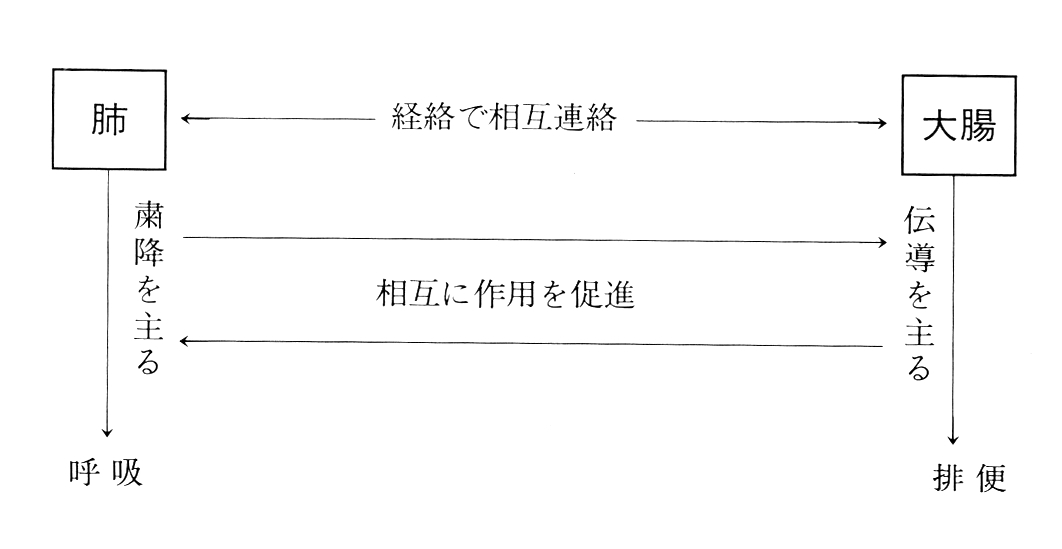 肺
経絡で相互連絡
大腸
粛降を主る
相互に作用を促進
伝導を主る
呼吸
排便